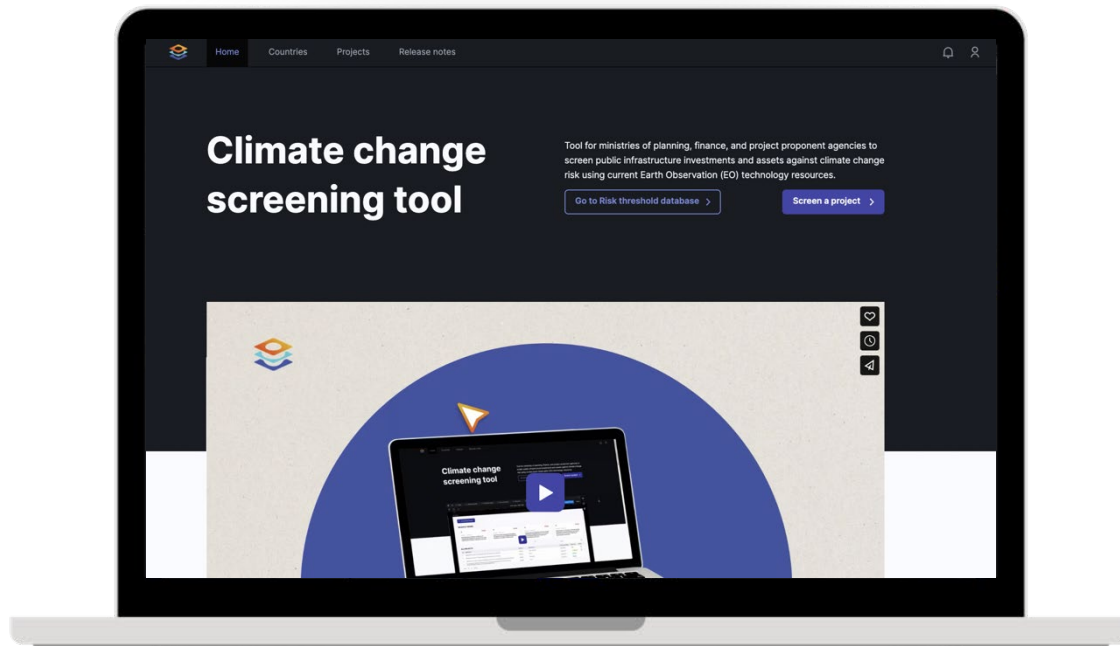 Home Countries Projects Release notes
Climate change
screening tool
Tool for ministries of planning, finance, and project proponent agencies to
screen public infrastructure investments and assets against climate change
risk using current Earth Observation (EO) technology resources.
Go to Risk threshold database
Screen a project
Climate change
screening tool